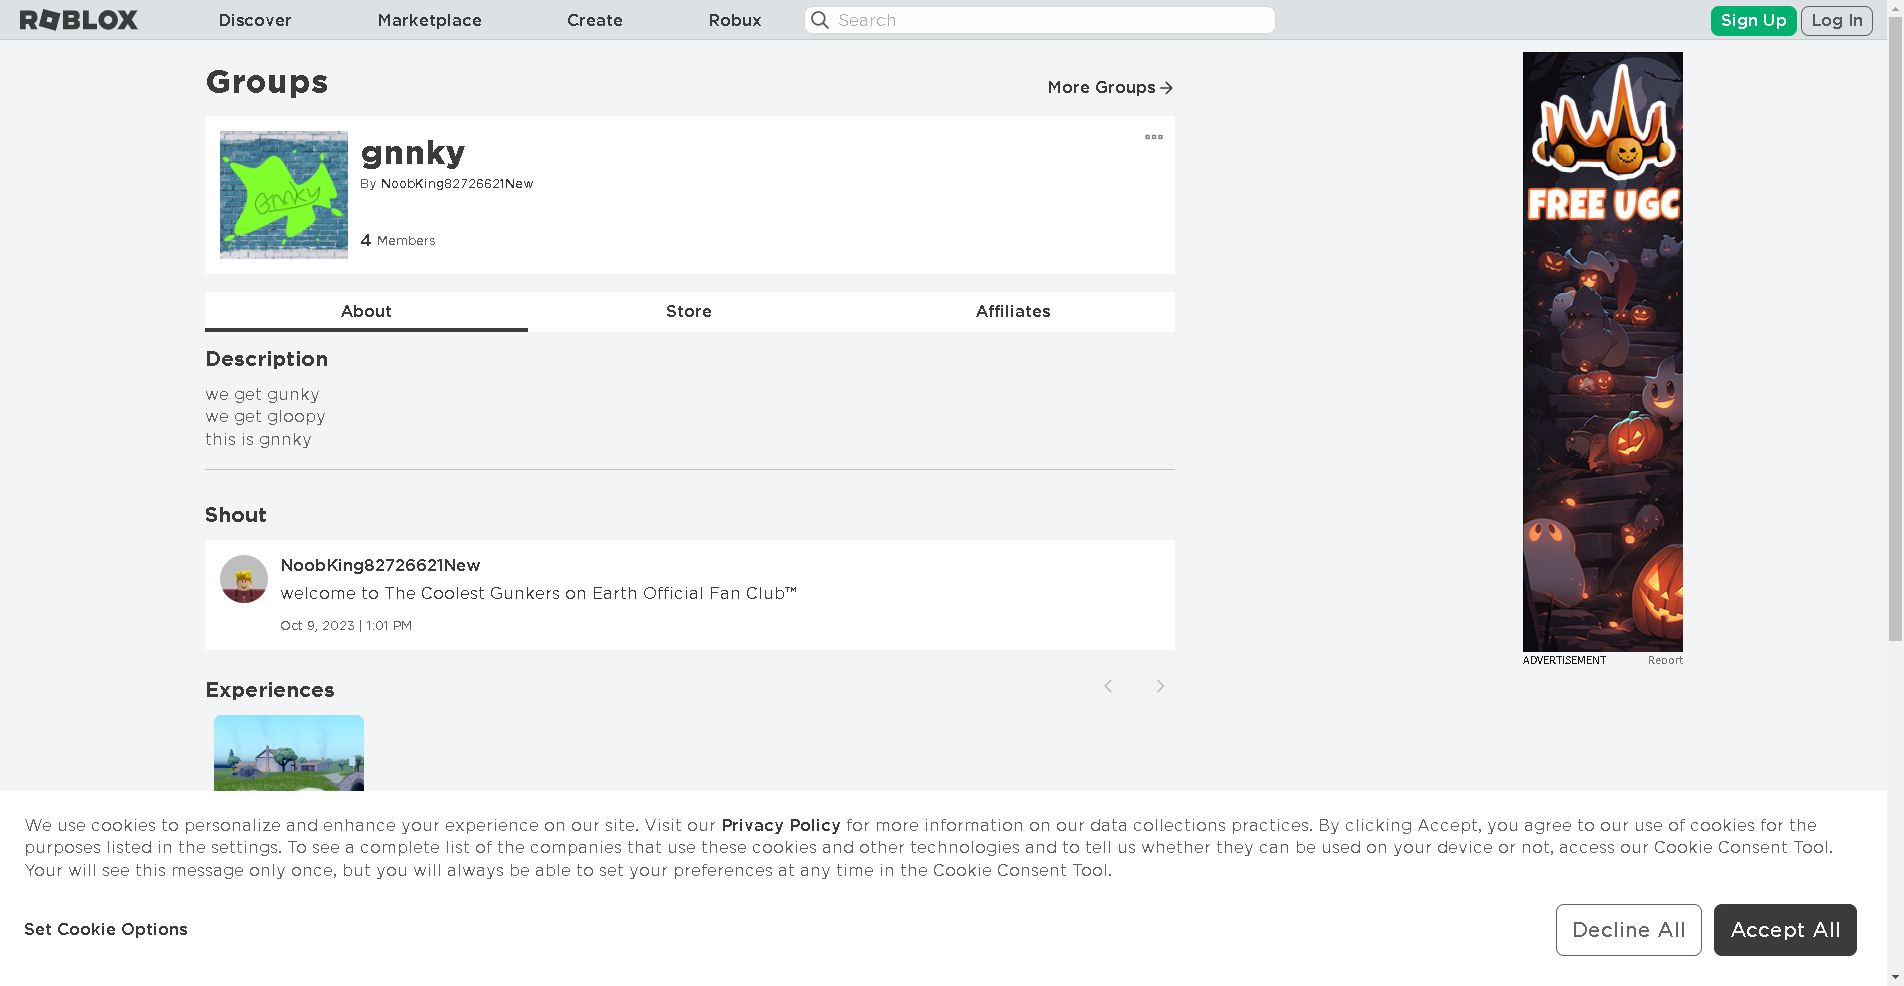 ROBLOX Discover Marketplace Create Robux Search Sign Up Log In
Groups
More Groups
gnnky
By NoobKing82726621New
4 Members
Gnnky
About Store Affiliates
Description
we get gunky
we get gloopy
this is gnnky
Shout
NoobKing82726621New
welcome to The Coolest Gunkers on Earth Official Fan Club™
Oct 9, 2023 | 1:01 PM
Experiences
FREE UGC
ADVERTISEMENT Report
We use cookies to personalize and enhance your experience on our site. Visit our Privacy Policy for more information on our data collections practices. By clicking Accept, you agree to our use of cookies for the
purposes listed in the settings. To see a complete list of the companies that use these cookies and other technologies and to tell us whether they can be used on your device or not, access our Cookie Consent Tool.
Your will see this message only once, but you will always be able to set your preferences at any time in the Cookie Consent Tool.
Set Cookie Options
Decline All
Accept All